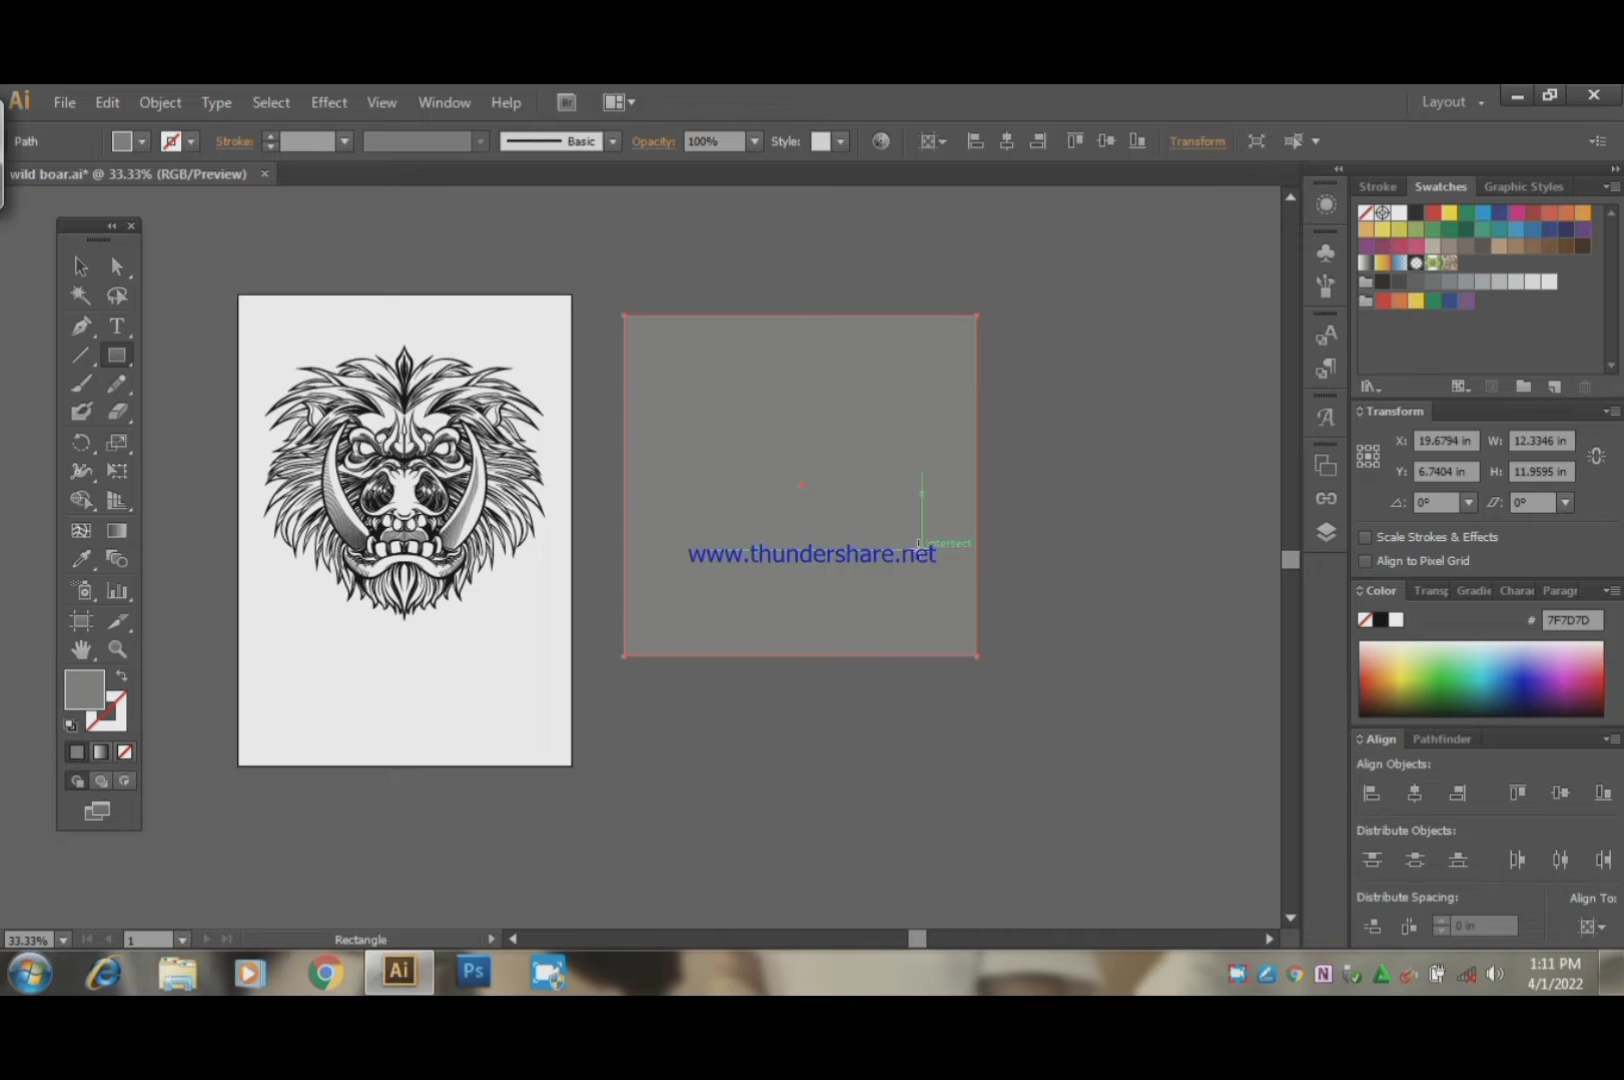 Ai File Edit Object Type Select Effect View Window Help Br Layout
Path Stroke: Basic Opacity: 100% Style: Transform
wild boar.ai* @ 33.33% (RGB/Preview)
Stroke Swatches Graphic Styles
Transform
X: 19.6794 in W: 12.3346 in
Y: 6.7404 in H: 11.9595 in
0° 0°
Scale Strokes & Effects
Align to Pixel Grid
intersect
www.thundershare.net
Color Transp Gradie Charac Paragr
# 7F7D7D
Align Pathfinder
Align Objects:
Distribute Objects:
Distribute Spacing: Align To:
0 in
33.33% 1 Rectangle
Ai Ps N 1:11 PM
4/1/2022